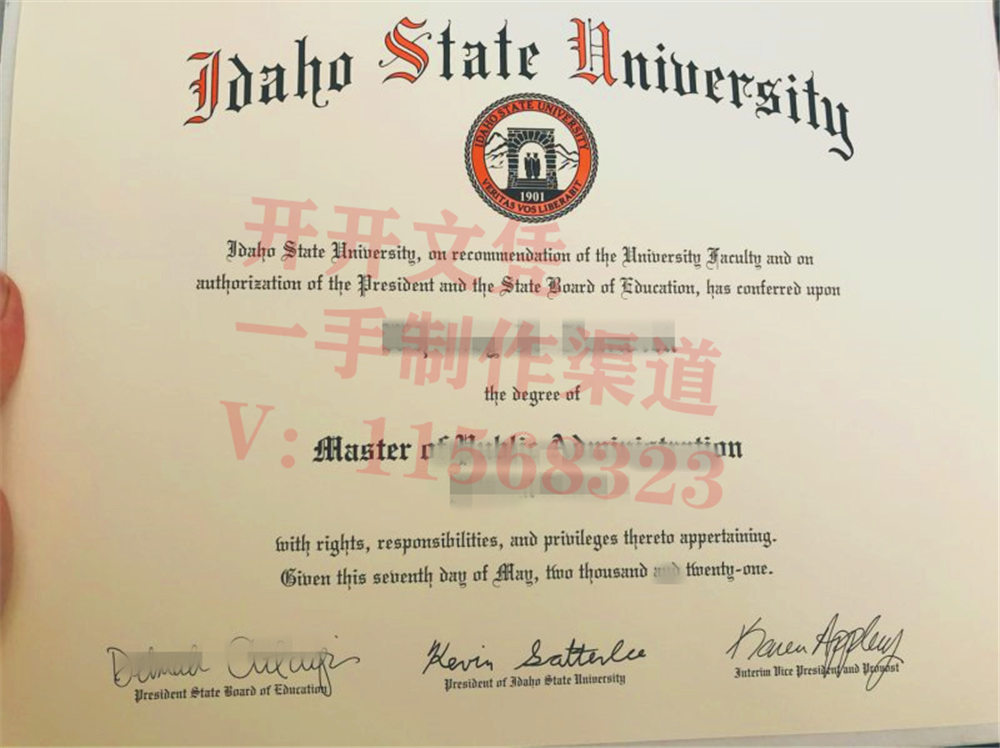 Idaho State University
IDAHO STATE UNIVERSITY
1901
VERITAS VOS LIBERABIT
开开文凭
Idaho State University, on recommendation of the University Faculty and on
authorization of the President and the State Board of Education, has conferred upon
一手制作渠道
the degree of
Master of Public Administration
V：11568323
with rights, responsibilities, and privileges thereto appertaining.
Given this seventh day of May, two thousand and twenty-one.
Kevin Satterlee
President State Board of Education
President of Idaho State University
Interim Vice President and Provost